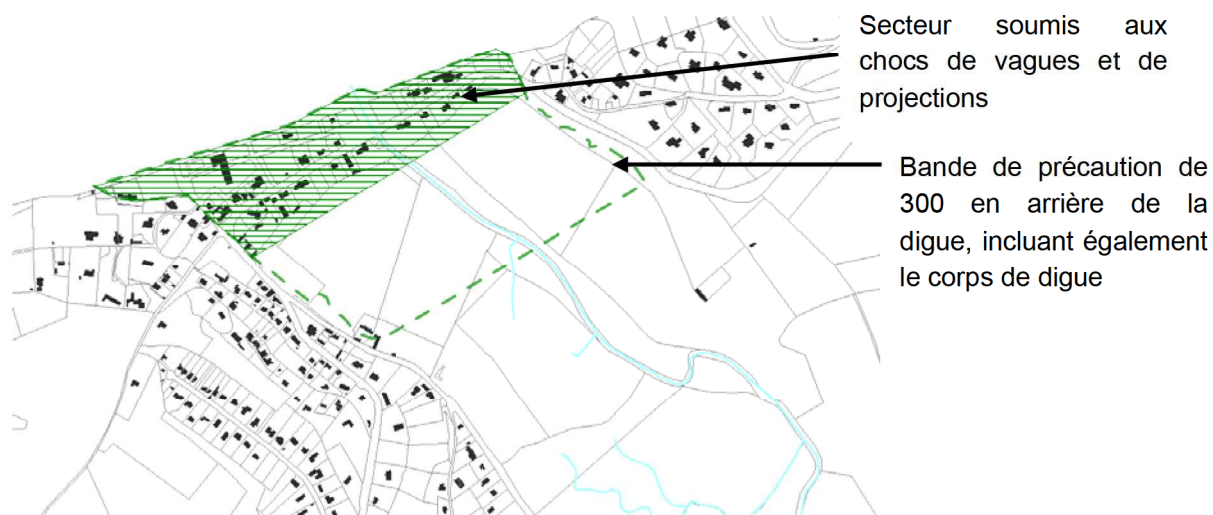 Secteur soumis aux
chocs de vagues et de
projections
Bande de précaution de
300 en arrière de la
digue, incluant également
le corps de digue